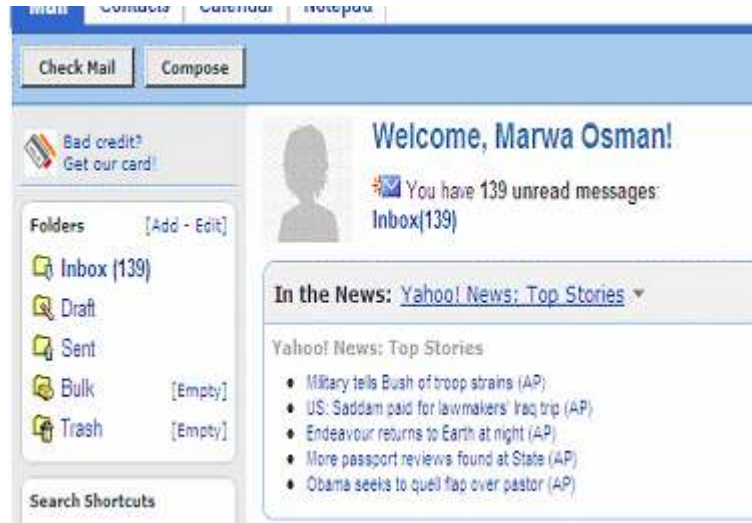 Mail Contacts Calendar Notepad
Check Mail Compose
Bad credit?
Get our card!
Folders [Add - Edit]
Inbox (139)
Draft
Sent
Bulk [Empty]
Trash [Empty]
Search Shortcuts
Welcome, Marwa Osman!
You have 139 unread messages:
Inbox(139)
In the News: Yahoo! News: Top Stories
Yahoo! News: Top Stories
Military tells Bush of troop strains (AP)
US: Saddam paid for lawmakers' Iraq trip (AP)
Endeavour returns to Earth at night (AP)
More passport reviews found at State (AP)
Obama seeks to quell flap over pastor (AP)